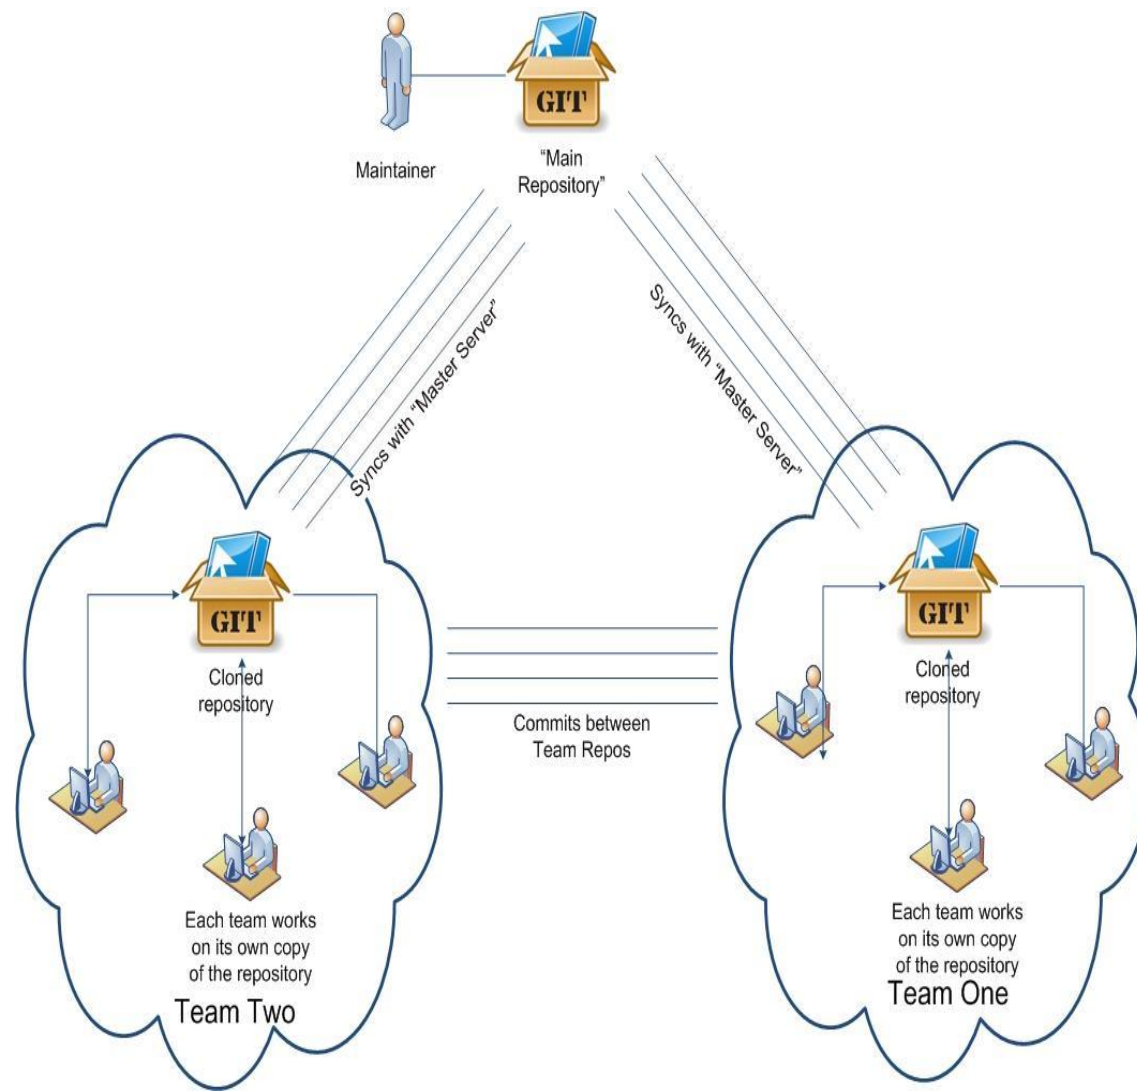 GIT
Maintainer
“Main
Repository”
Syncs with “Master Server”
Syncs with “Master Server”
GIT
Cloned
repository
GIT
Cloned
repository
Commits between
Team Repos
Each team works
on its own copy
of the repository
Team Two
Each team works
on its own copy
of the repository
Team One